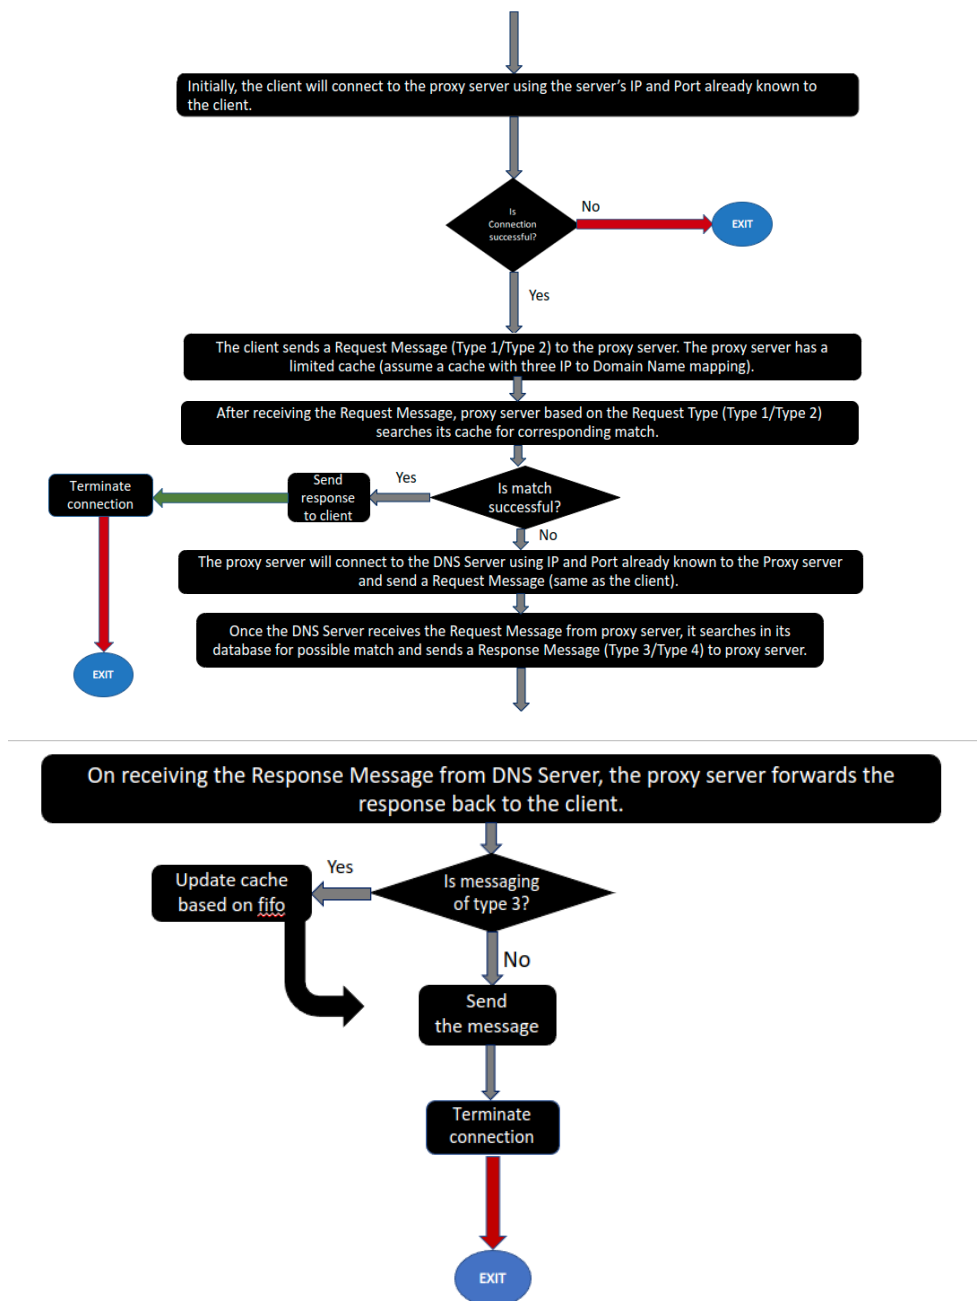 Initially, the client will connect to the proxy server using the server’s IP and Port already known to
the client.
Is
Connection
successful?
No
EXIT
Yes
The client sends a Request Message (Type 1/Type 2) to the proxy server. The proxy server has a
limited cache (assume a cache with three IP to Domain Name mapping).
After receiving the Request Message, proxy server based on the Request Type (Type 1/Type 2)
searches its cache for corresponding match.
Is match
successful?
Yes
Send
response
to client
Terminate
connection
EXIT
No
The proxy server will connect to the DNS Server using IP and Port already known to the Proxy server
and send a Request Message (same as the client).
Once the DNS Server receives the Request Message from proxy server, it searches in its
database for possible match and sends a Response Message (Type 3/Type 4) to proxy server.
On receiving the Response Message from DNS Server, the proxy server forwards the
response back to the client.
Is messaging
of type 3?
Yes
Update cache
based on fifo
No
Send
the message
Terminate
connection
EXIT